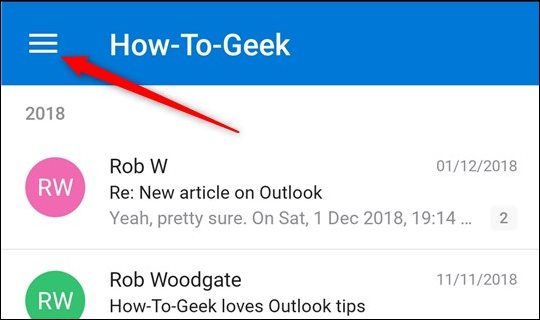 How-To-Geek
2018
RW
Rob W
01/12/2018
Re: New article on Outlook
Yeah, pretty sure. On Sat, 1 Dec 2018, 19:14 ...
2
RW
Rob Woodgate
11/11/2018
How-To-Geek loves Outlook tips